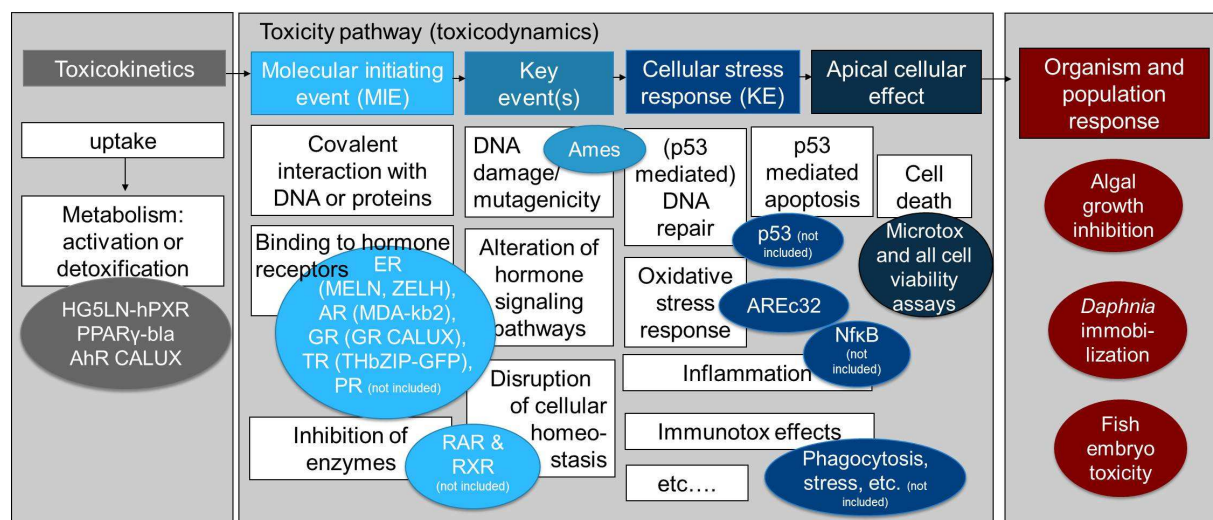 Toxicokinetics
uptake
Metabolism:
activation or
detoxification
HG5LN-hPXR
PPARγ-bla
AhR CALUX
Toxicity pathway (toxicodynamics)
Molecular initiating
event (MIE)
Key
event(s)
Cellular stress
response (KE)
Apical cellular
effect
Covalent
interaction with
DNA or proteins
Binding to hormone
receptors
ER
(MELN, ZELH),
AR (MDA-kb2)
GR (GR CALUX)
TR (THbZIP-GFP),
PR (not included)
Inhibition of
enzymes
RAR &
RXR
(not included)
DNA
damage/
mutagenicity
Ames
Alteration of
hormone
signaling
pathways
Disruption
of cellular
homeo-
stasis
(p53
mediated)
DNA
repair
p53
mediated
apoptosis
p53 (not
included)
Oxidative
stress
response
AREc32
NfκB
(not
included)
Inflammation
Immunotox effects
Phagocytosis,
stress, etc. (not
included)
etc....
Cell
death
Microtox
and all cell
viability
assays
Organism and
population
response
Algal
growth
inhibition
Daphnia
immobi-
lization
Fish
embryo
toxicity